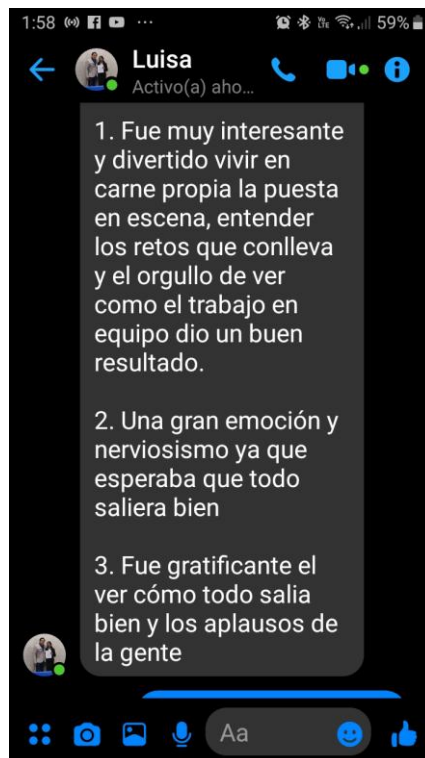 1:58 59%
Luisa
Activo(a) aho...
1. Fue muy interesante
y divertido vivir en
carne propia la puesta
en escena, entender
los retos que conlleva
y el orgullo de ver
como el trabajo en
equipo dio un buen
resultado.
2. Una gran emoción y
nerviosismo ya que
esperaba que todo
saliera bien
3. Fue gratificante el
ver cómo todo salia
bien y los aplausos de
la gente
Aa